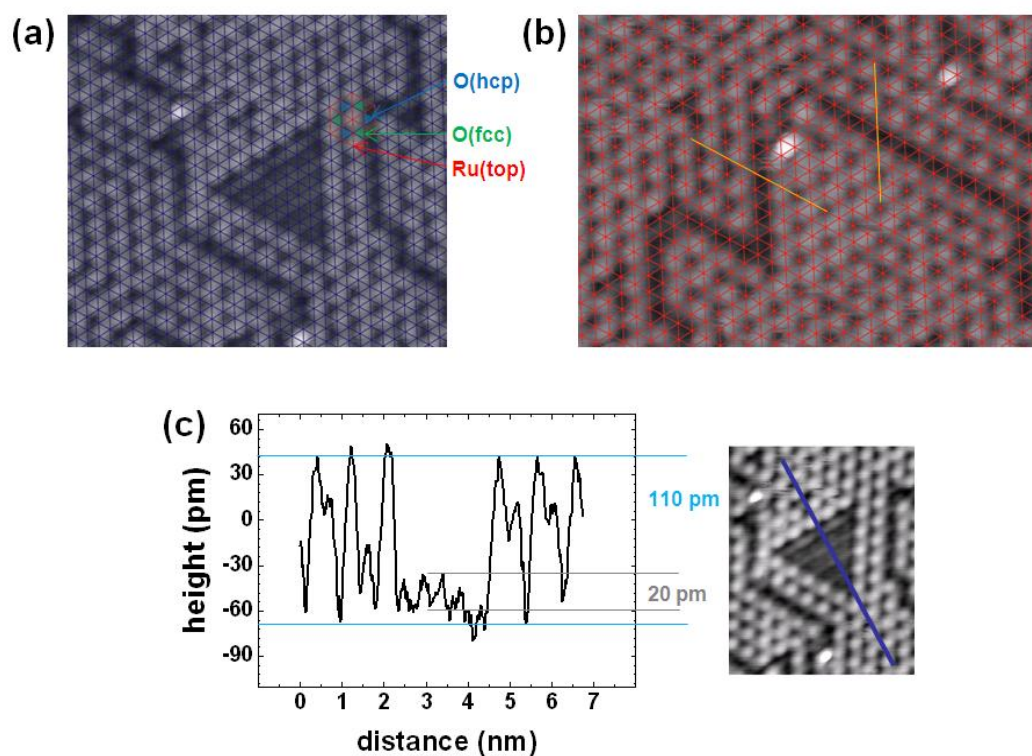 (a)
O(hcp)
O(fcc)
Ru(top)
(b)
(c)
60
30
0
-30
-60
-90
height (pm)
0 1 2 3 4 5 6 7
distance (nm)
110 pm
20 pm